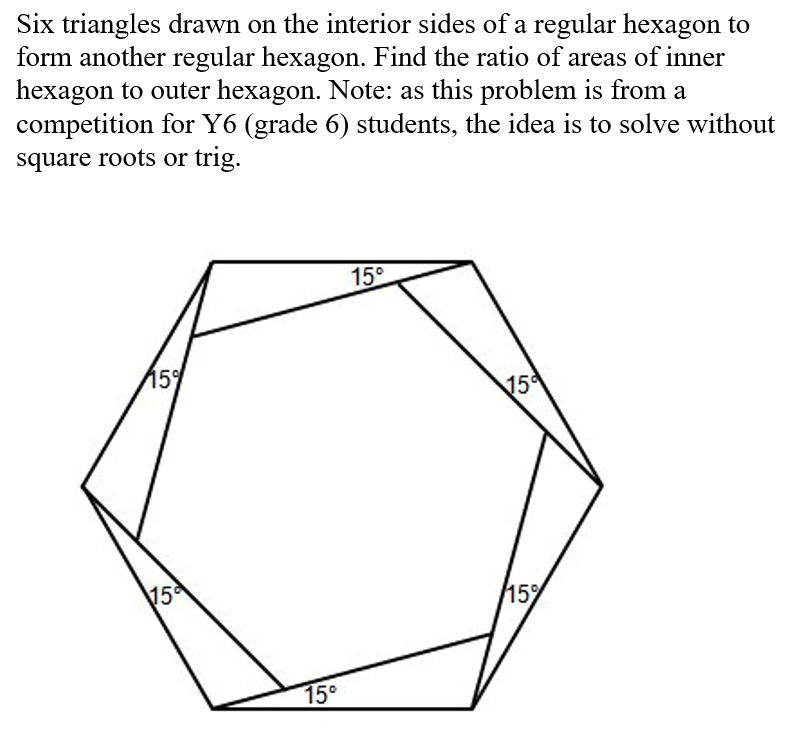 Six triangles drawn on the interior sides of a regular hexagon to
form another regular hexagon. Find the ratio of areas of inner
hexagon to outer hexagon. Note: as this problem is from a
competition for Y6 (grade 6) students, the idea is to solve without
square roots or trig.
15°
15°
15°
15°
15°
15°